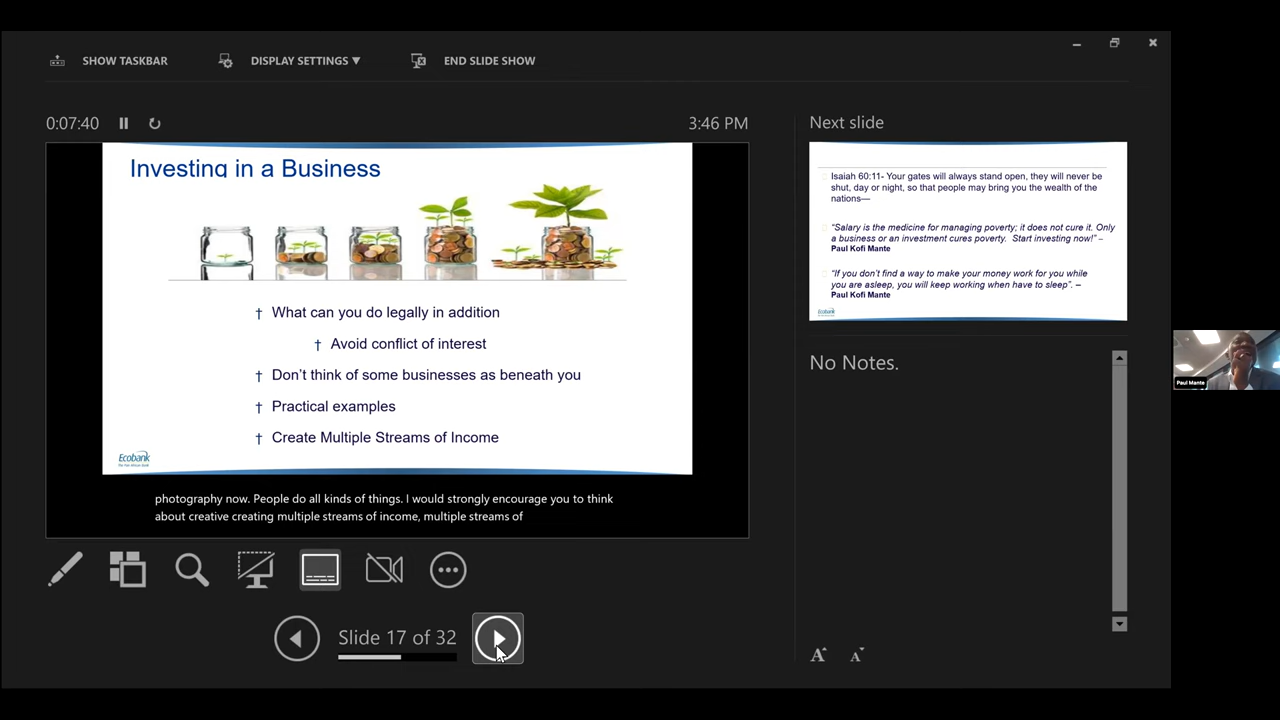 SHOW TASKBAR
DISPLAY SETTINGS ▼
END SLIDE SHOW
0:07:40
3:46 PM
Investing in a Business
† What can you do legally in addition
† Avoid conflict of interest
† Don’t think of some businesses as beneath you
† Practical examples
† Create Multiple Streams of Income
Ecobank
The Pan African Bank
photography now. People do all kinds of things. I would strongly encourage you to think
about creative creating multiple streams of income, multiple streams of
Slide 17 of 32
Next slide
Isaiah 60:11- Your gates will always stand open, they will never be
shut, day or night, so that people may bring you the wealth of the
nations—
“Salary is the medicine for managing poverty; it does not cure it. Only
a business or an investment cures poverty. Start investing now!” –
Paul Kofi Mante
“If you don’t find a way to make your money work for you while
you are asleep, you will keep working when have to sleep”. –
Paul Kofi Mante
Ecobank
No Notes.
A A
Paul Mante